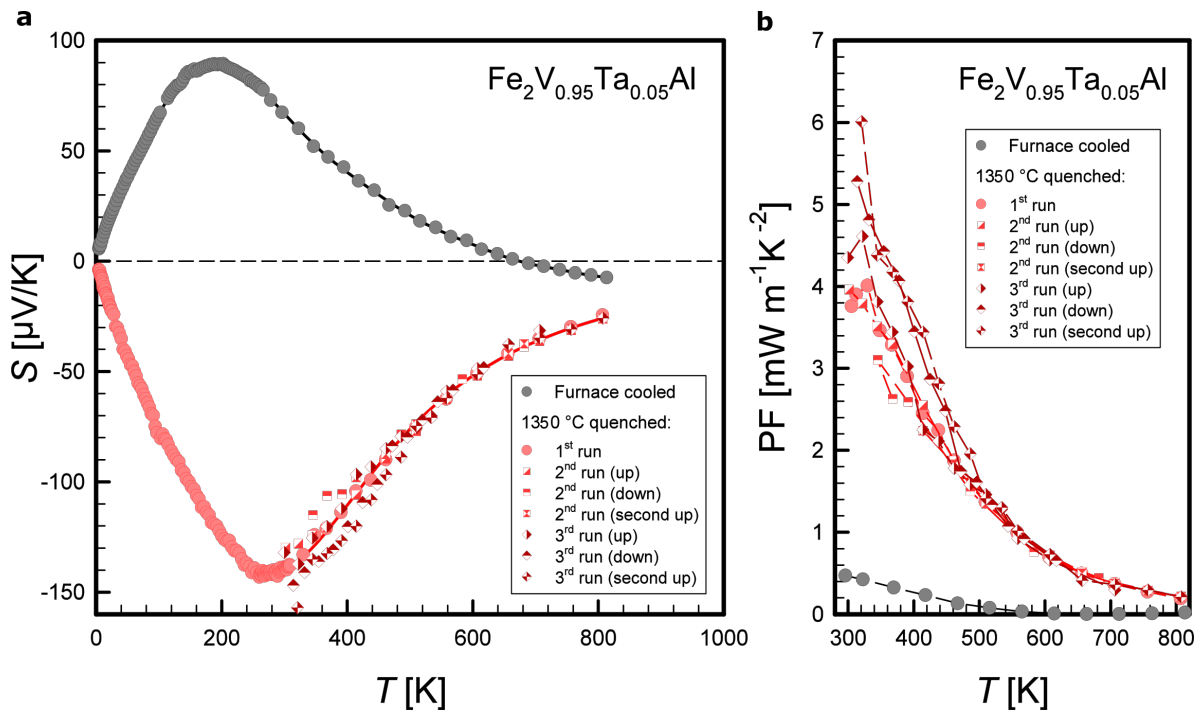 a
Fe₂V₀.₉₅Ta₀.₀₅Al
S [µV/K]
100
50
0
-50
-100
-150
0
200
400
600
800
1000
T [K]
Furnace cooled
1350 °C quenched:
1ˢᵗ run
2ⁿᵈ run (up)
2ⁿᵈ run (down)
2ⁿᵈ run (second up)
3ʳᵈ run (up)
3ʳᵈ run (down)
3ʳᵈ run (second up)
b
Fe₂V₀.₉₅Ta₀.₀₅Al
PF [mW m⁻¹K⁻²]
7
6
5
4
3
2
1
0
300
400
500
600
700
800
T [K]
Furnace cooled
1350 °C quenched:
1ˢᵗ run
2ⁿᵈ run (up)
2ⁿᵈ run (down)
2ⁿᵈ run (second up)
3ʳᵈ run (up)
3ʳᵈ run (down)
3ʳᵈ run (second up)